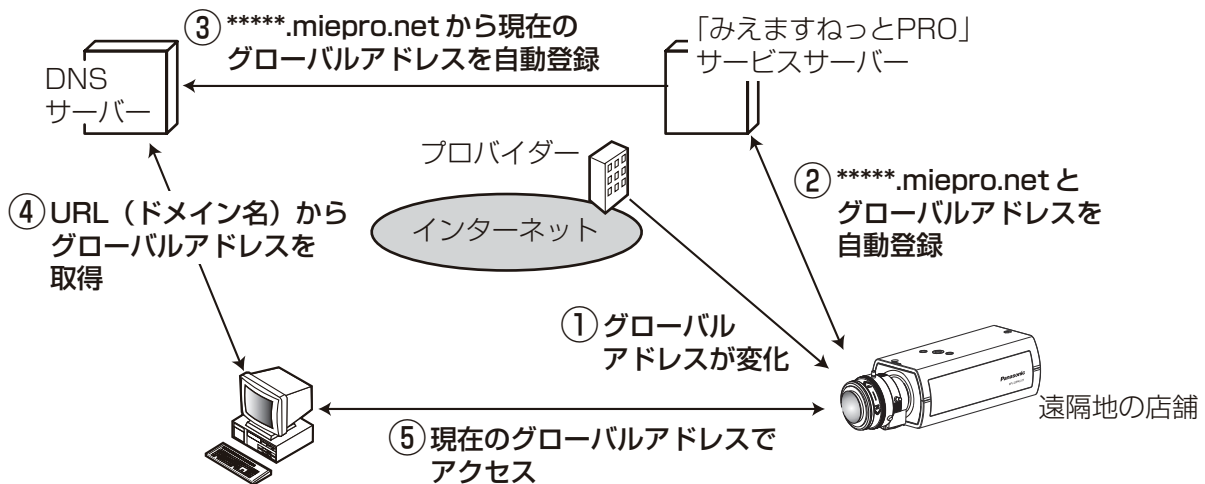 ③ *****.miepro.net から現在の
グローバルアドレスを自動登録
「みえますねっとPRO」
サービスサーバー
DNS
サーバー
プロバイダー
インターネット
② *****.miepro.net と
グローバルアドレスを
自動登録
④ URL（ドメイン名）から
グローバルアドレスを
取得
① グローバル
アドレスが変化
Panasonic
遠隔地の店舗
⑤ 現在のグローバルアドレスで
アクセス